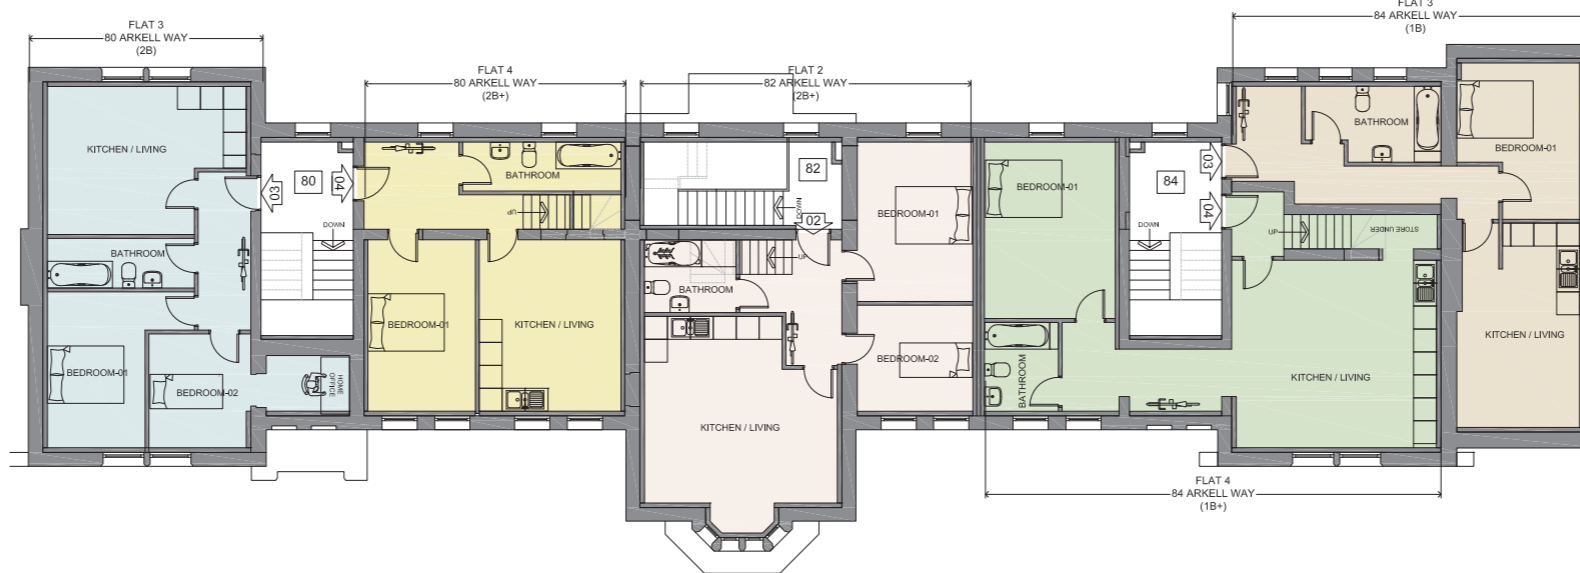 FLAT 3
80 ARKELL WAY
(2B)
FLAT 4
80 ARKELL WAY
(2B+)
FLAT 2
82 ARKELL WAY
(2B+)
FLAT 3
84 ARKELL WAY
(1B)
KITCHEN / LIVING
BATHROOM
BEDROOM-01
BEDROOM-02
HOME
OFFICE
03
80
04
DOWN
BATHROOM
UP
BEDROOM-01
KITCHEN / LIVING
82
DOWN
02
UP
BATHROOM
BEDROOM-01
BEDROOM-02
KITCHEN / LIVING
BEDROOM-01
BATHROOM
84
03
04
DOWN
UP
STORE UNDER
KITCHEN / LIVING
BATHROOM
BEDROOM-01
KITCHEN / LIVING
FLAT 4
84 ARKELL WAY
(1B+)